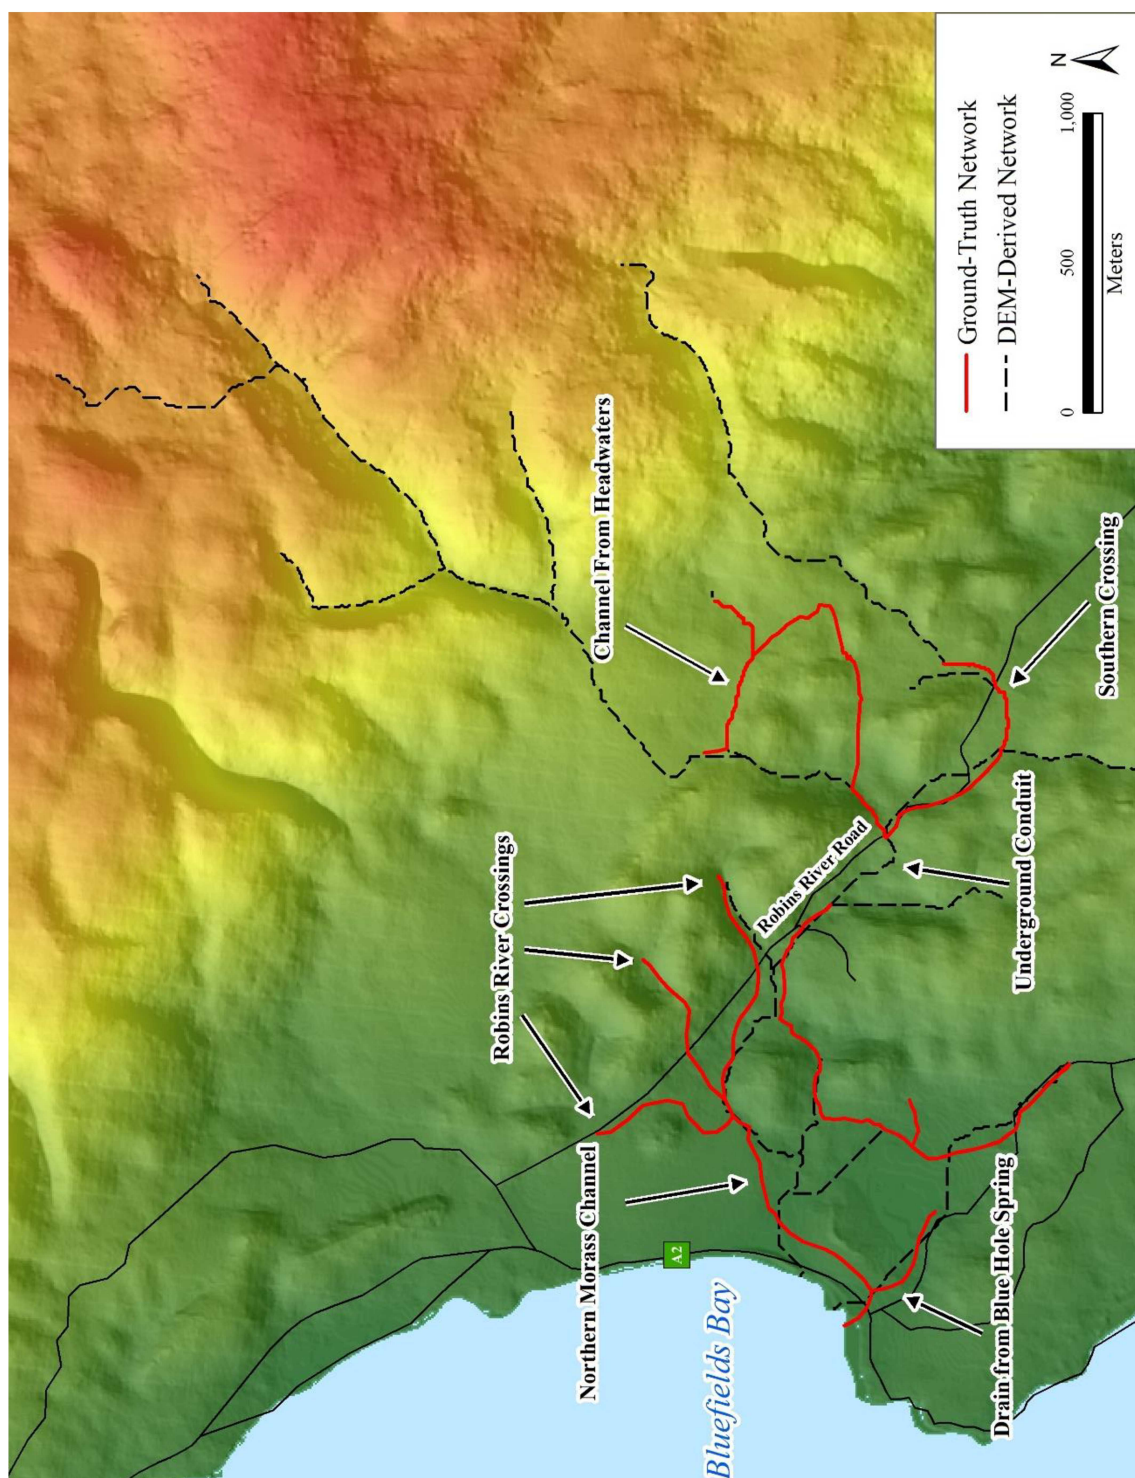 Robins River Crossings
Channel From Headwaters
Northern Morass Channel
Robins River Road
A2
Bluefields Bay
Drain from Blue Hole Spring
Underground Conduit
Southern Crossing
Ground-Truth Network
DEM-Derived Network
N
0 500 1,000
Meters